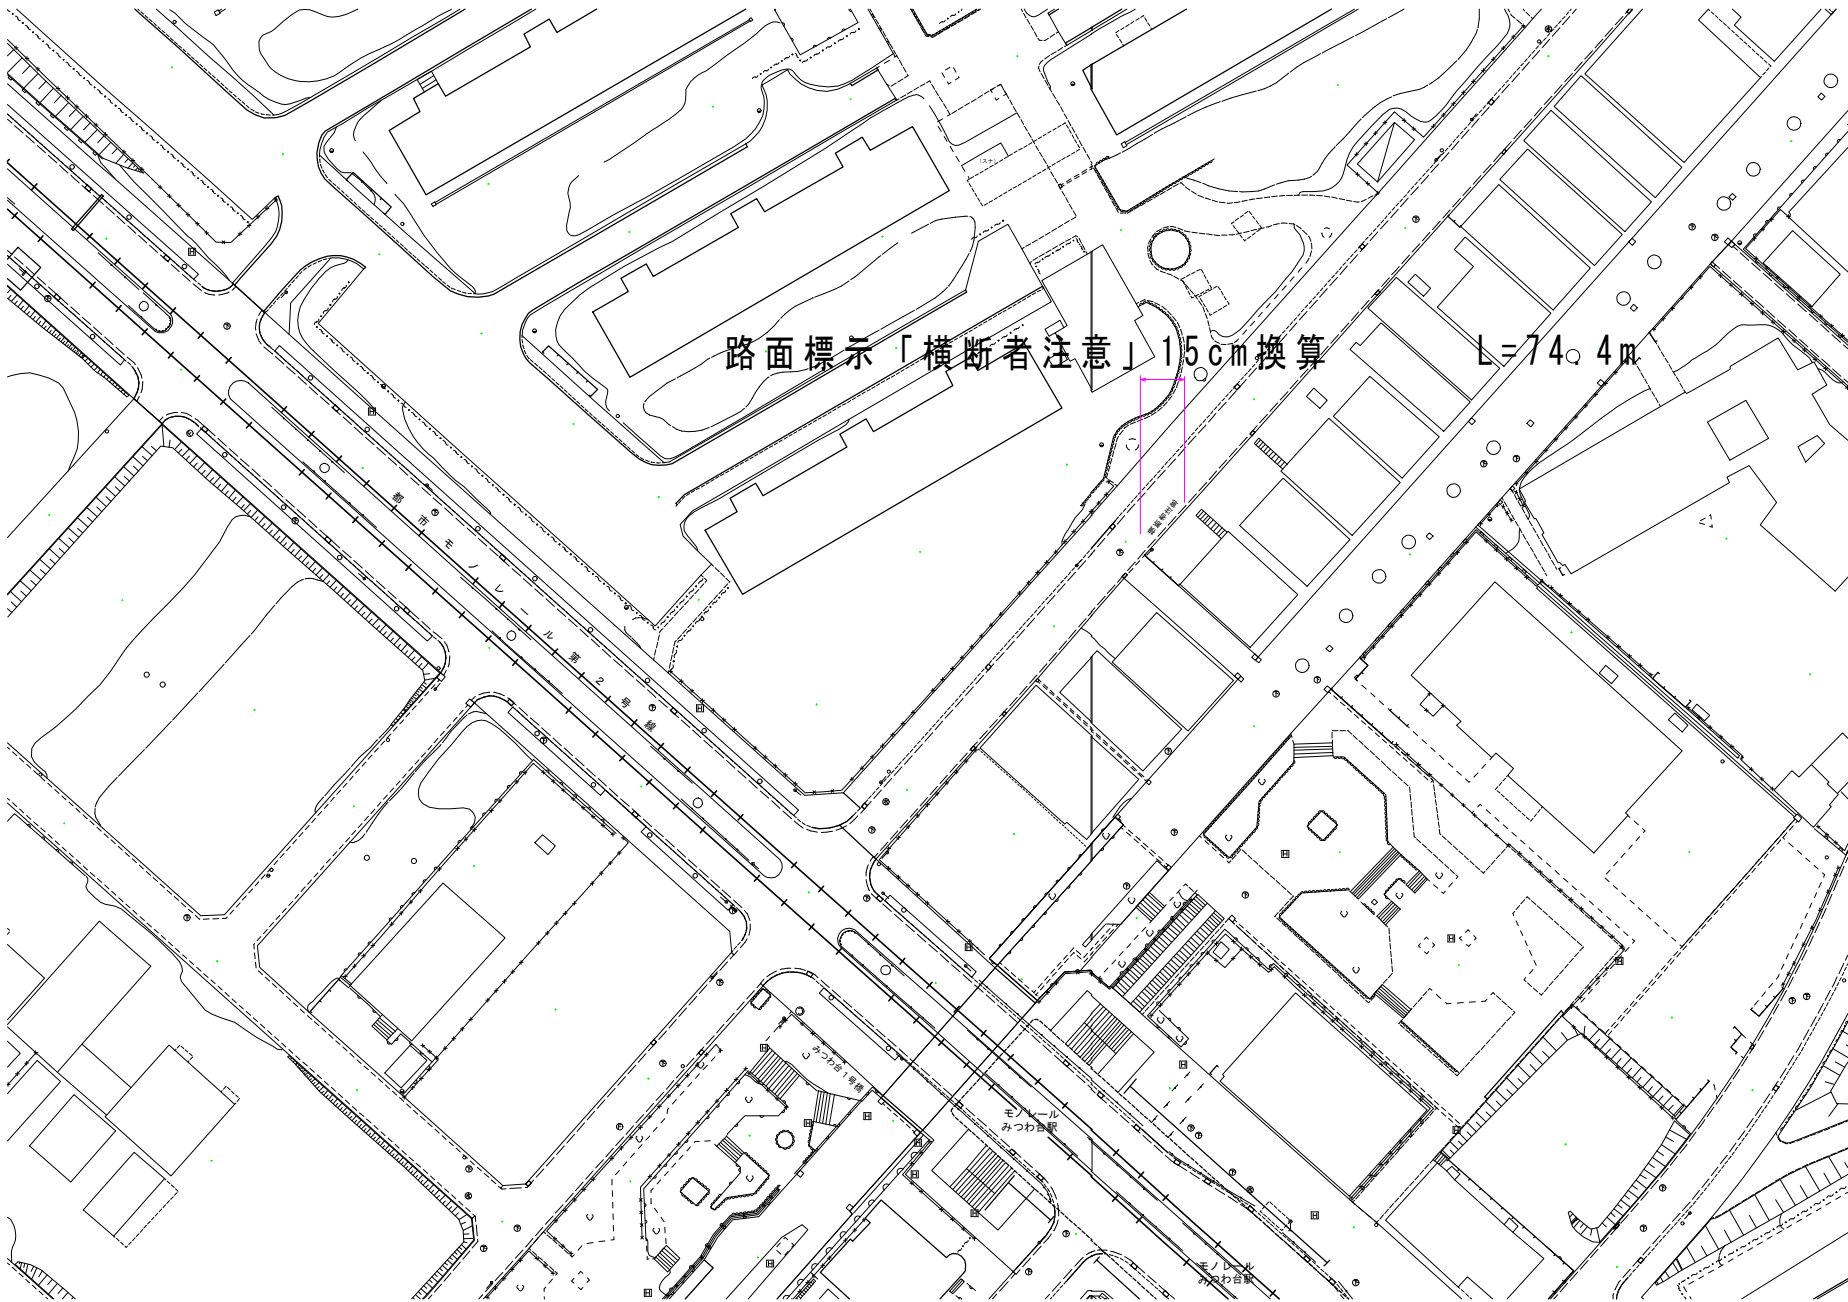 (スナ)
路面標示「横断者注意」15cm換算　L=74.4m
都市モノレール第2号線
みつわ台1号橋
モノレール
みつわ台駅
モノレール
みつわ台駅